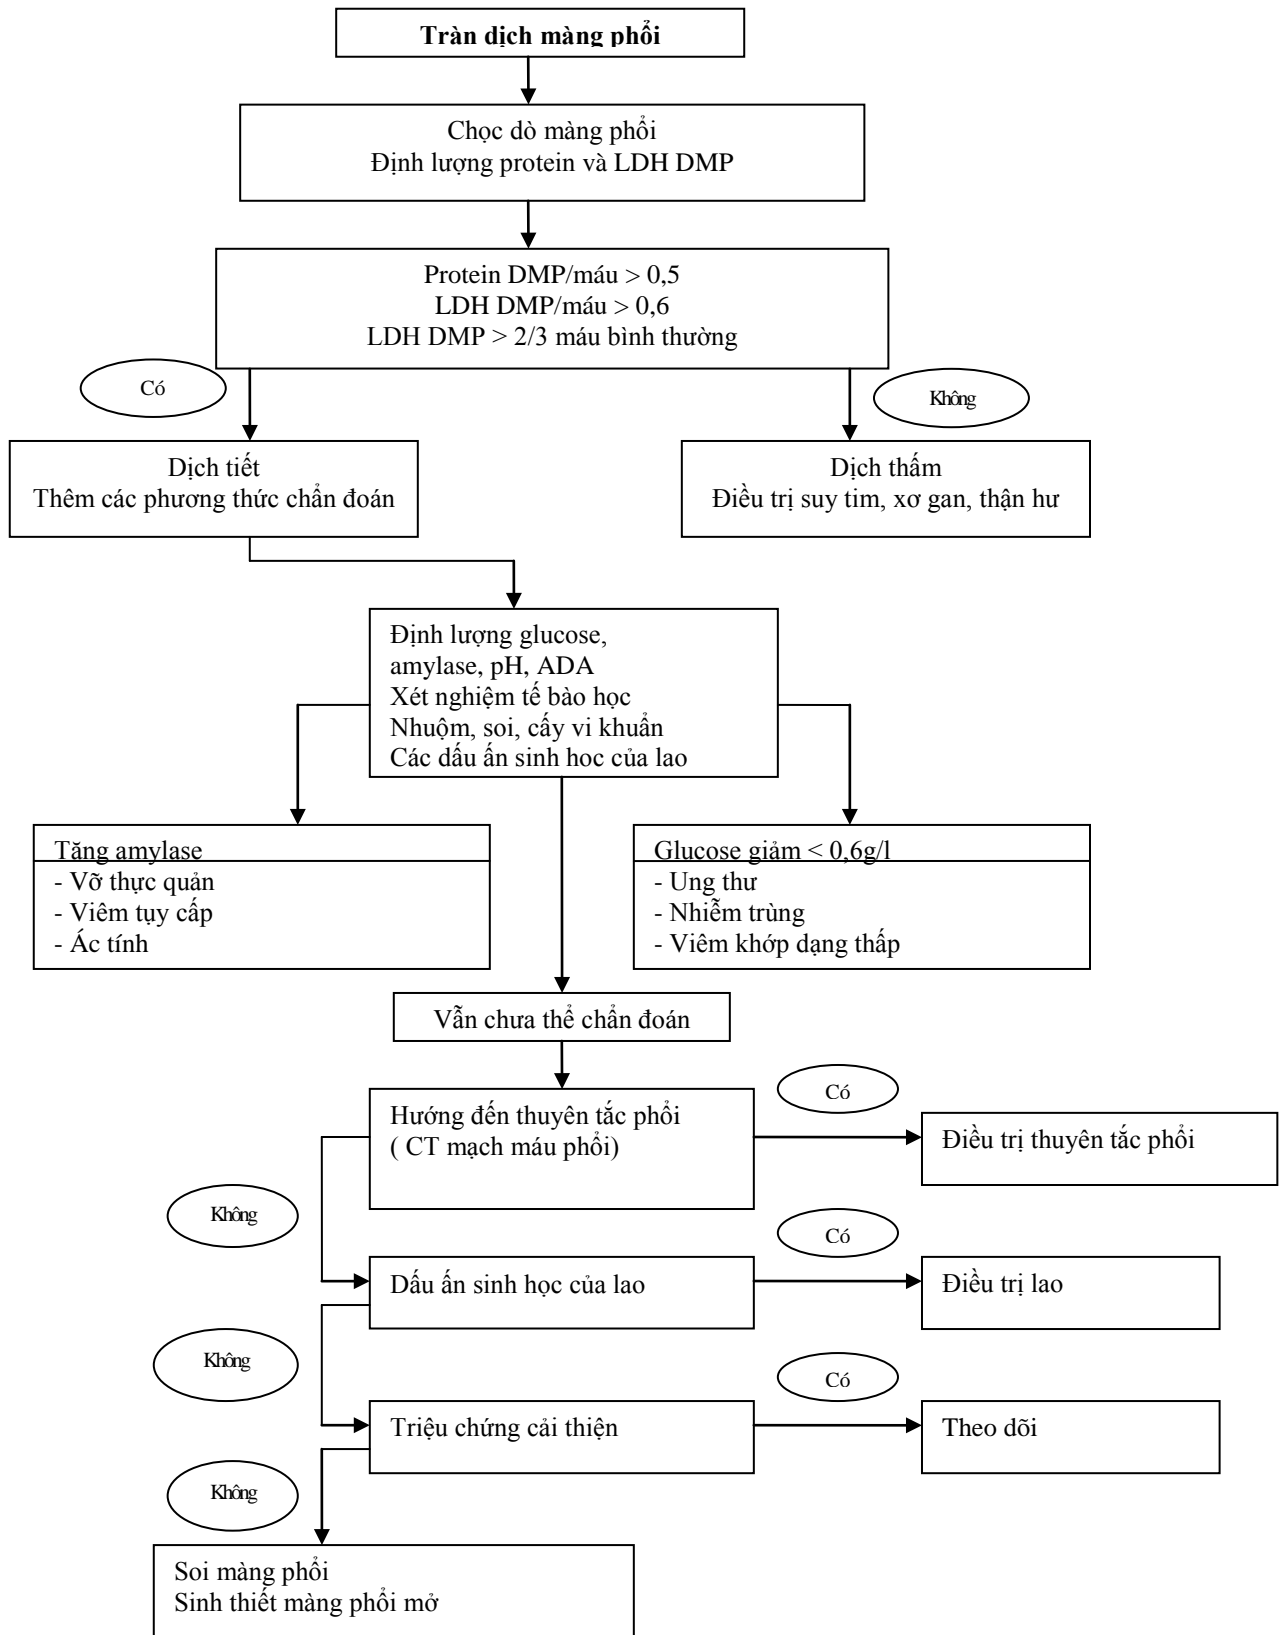 Tràn dịch màng phổi
Chọc dò màng phổi
Định lượng protein và LDH DMP
Protein DMP/máu > 0,5
LDH DMP/máu > 0,6
LDH DMP > 2/3 máu bình thường
Có
Không
Dịch tiết
Thêm các phương thức chẩn đoán
Dịch thấm
Điều trị suy tim, xơ gan, thận hư
Định lượng glucose,
amylase, pH, ADA
Xét nghiệm tế bào học
Nhuộm, soi, cấy vi khuẩn
Các dấu ấn sinh hoc của lao
Tăng amylase
- Vỡ thực quản
- Viêm tụy cấp
- Ác tính
Glucose giảm < 0,6g/l
- Ung thư
- Nhiễm trùng
- Viêm khớp dạng thấp
Vẫn chưa thể chẩn đoán
Hướng đến thuyên tắc phổi
( CT mạch máu phổi)
Có
Điều trị thuyên tắc phổi
Không
Dấu ấn sinh học của lao
Có
Điều trị lao
Không
Triệu chứng cải thiện
Có
Theo dõi
Không
Soi màng phổi
Sinh thiết màng phổi mở